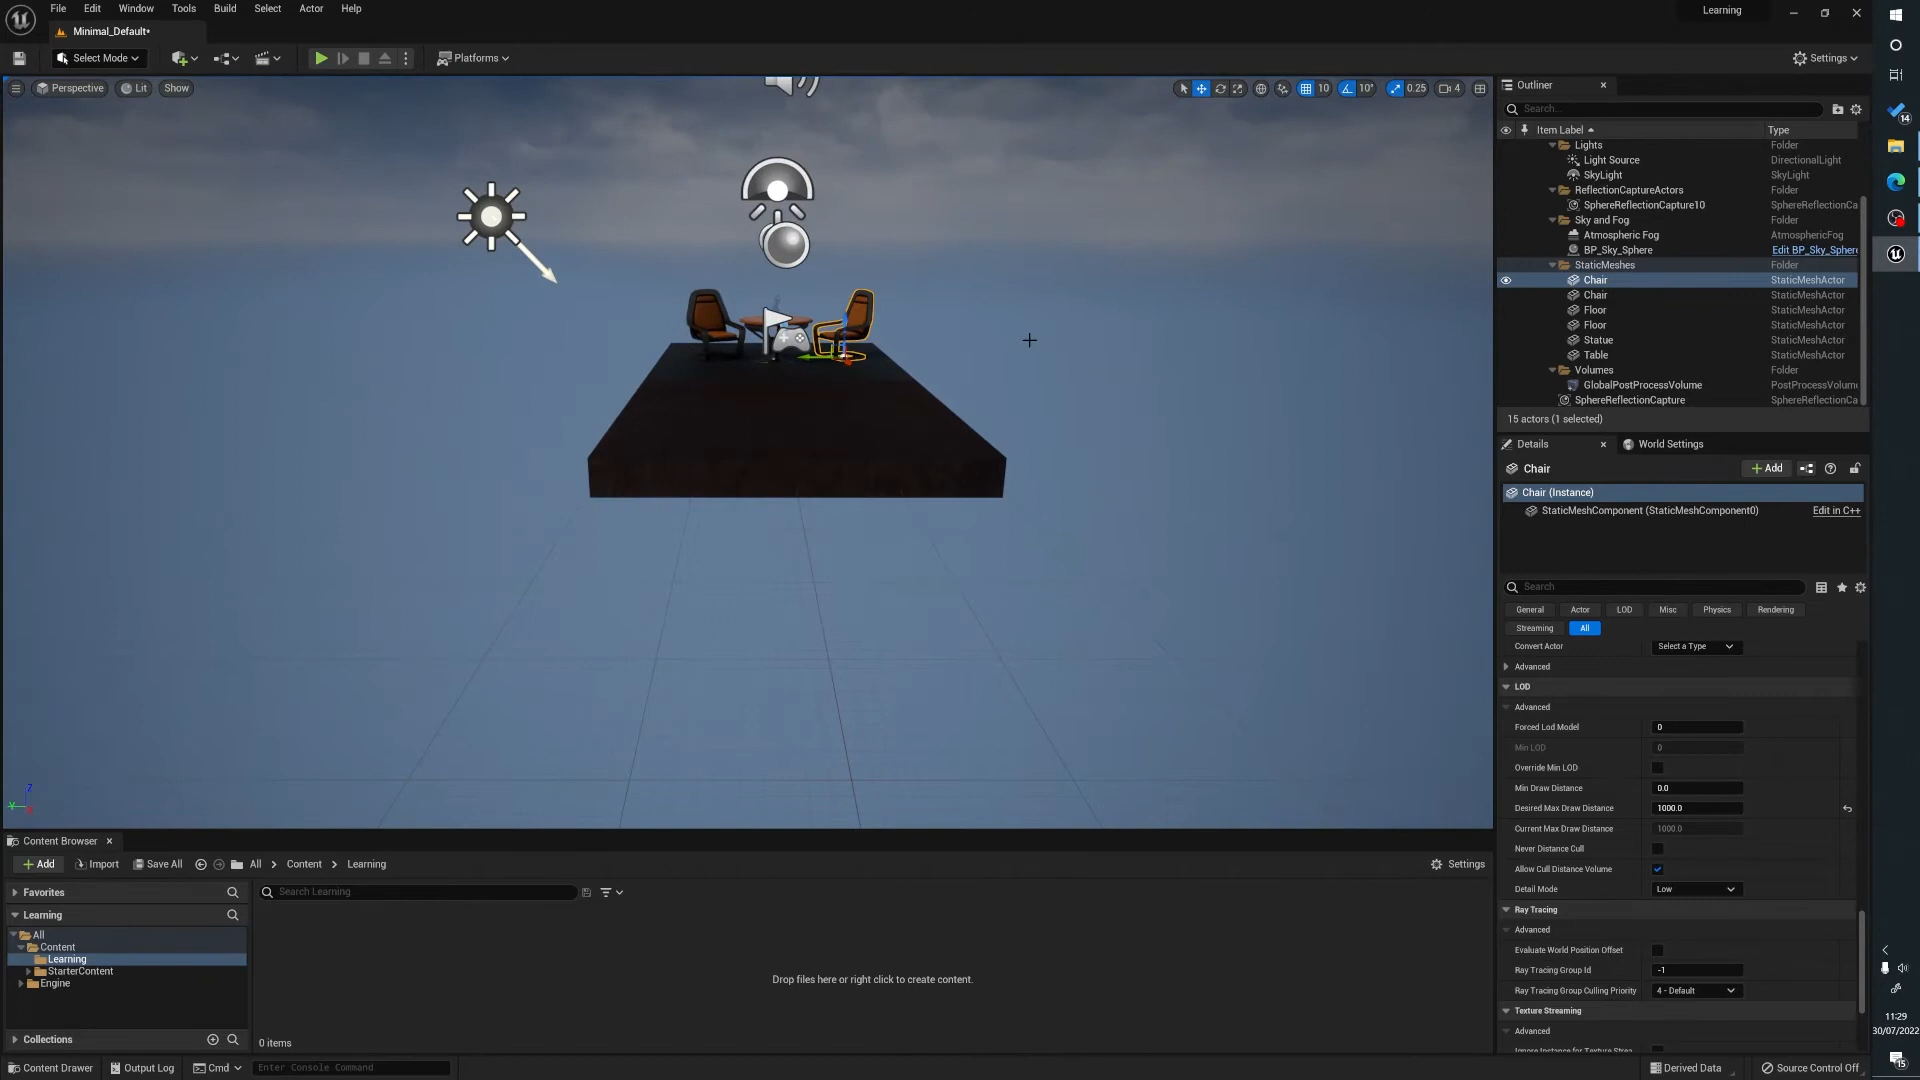 File Edit Window Tools Build Select Actor Help
Learning
Minimal_Default*
Select Mode
Platforms
Settings
Perspective Lit Show
10 10° 0.25 4
Outliner
Search...
Item Label Type
Lights Folder
Light Source DirectionalLight
SkyLight SkyLight
ReflectionCaptureActors Folder
SphereReflectionCapture10 SphereReflectionCa
Sky and Fog Folder
Atmospheric Fog AtmosphericFog
BP_Sky_Sphere Edit BP_Sky_Sphere
StaticMeshes Folder
Chair StaticMeshActor
Chair StaticMeshActor
Floor StaticMeshActor
Floor StaticMeshActor
Statue StaticMeshActor
Table StaticMeshActor
Volumes Folder
GlobalPostProcessVolume PostProcessVolum
SphereReflectionCapture SphereReflectionCa
15 actors (1 selected)
Details World Settings
Chair
Add
Chair (Instance)
StaticMeshComponent (StaticMeshComponent0) Edit in C++
Search
General Actor LOD Misc Physics Rendering
Streaming All
Convert Actor Select a Type
Advanced
LOD
Advanced
Forced Lod Model 0
Min LOD 0
Override Min LOD
Min Draw Distance 0.0
Desired Max Draw Distance 1000.0
Current Max Draw Distance 1000.0
Never Distance Cull
Allow Cull Distance Volume
Detail Mode Low
Ray Tracing
Advanced
Evaluate World Position Offset
Ray Tracing Group Id -1
Ray Tracing Group Culling Priority 4 - Default
Texture Streaming
Advanced
Ignore Instance for Texture Strea
Z
Content Browser
Add Import Save All All > Content > Learning Settings
Favorites
Search Learning
Learning
All
Content
Learning
StarterContent
Engine
Drop files here or right click to create content.
Collections
0 items
Content Drawer Output Log Cmd Enter Console Command Derived Data Source Control Off
14
11:29
30/07/2022
15